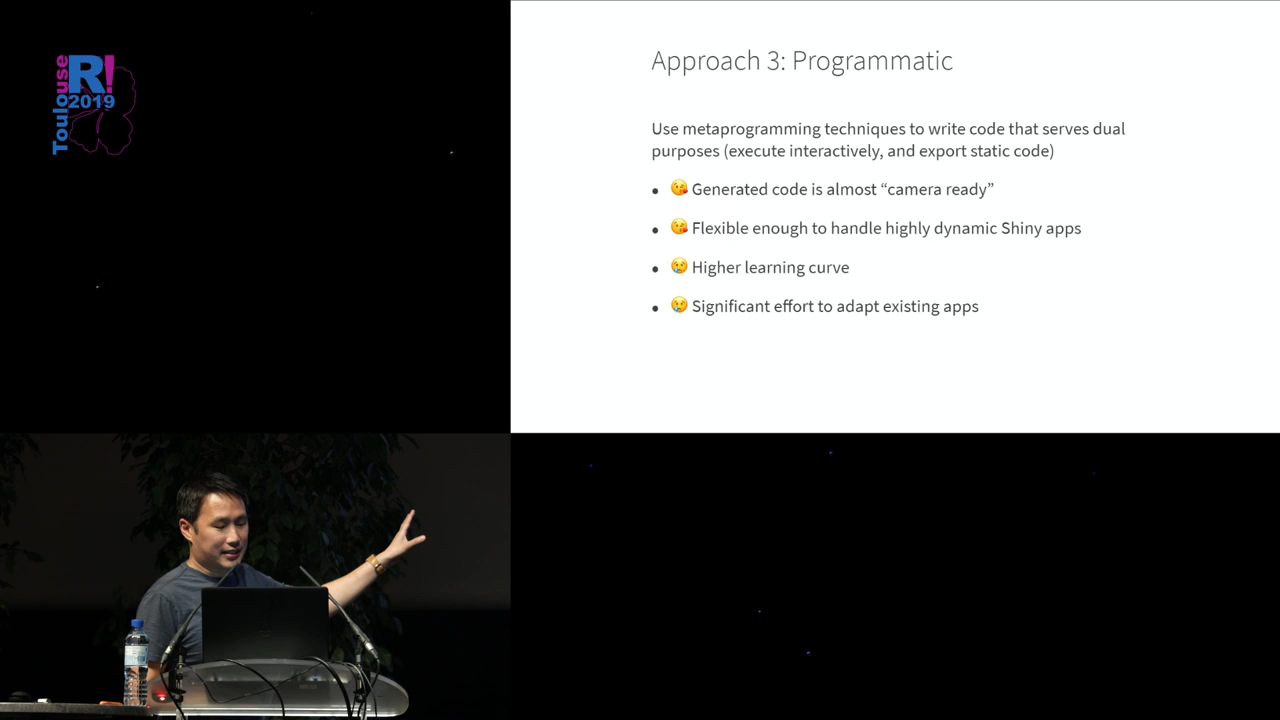 Toulouse
R!
2019
Approach 3: Programmatic
Use metaprogramming techniques to write code that serves dual
purposes (execute interactively, and export static code)
• 😘 Generated code is almost “camera ready”
• 😘 Flexible enough to handle highly dynamic Shiny apps
• 😢 Higher learning curve
• 😢 Significant effort to adapt existing apps